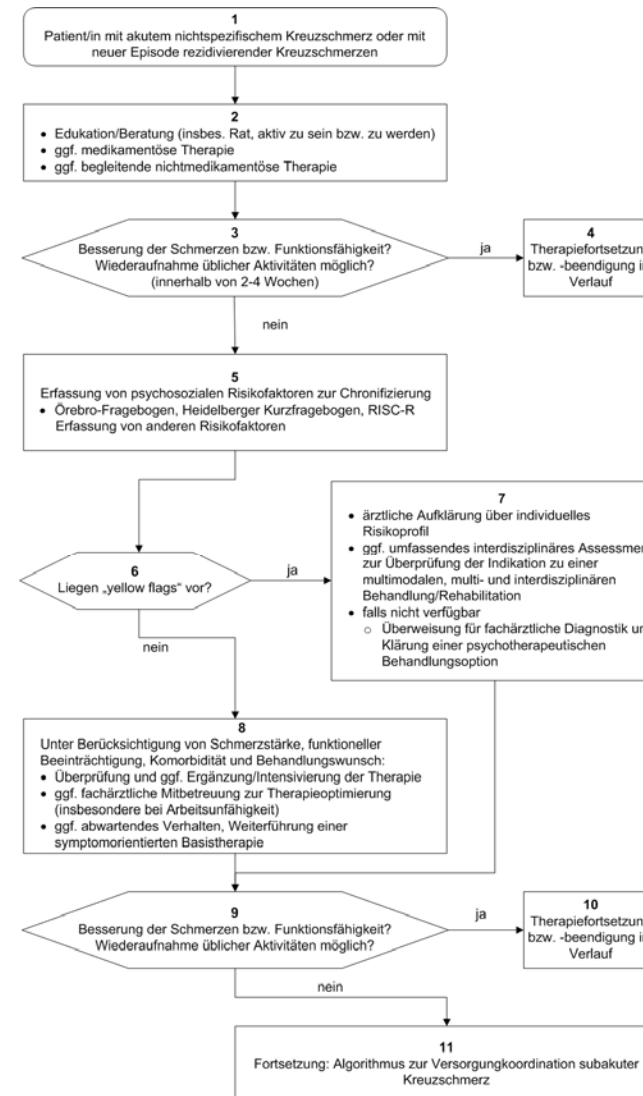 1
Patient/in mit akutem nichtspezifischem Kreuzschmerz oder mit
neuer Episode rezidivierender Kreuzschmerzen
2
• Edukation/Beratung (insbes. Rat, aktiv zu sein bzw. zu werden)
• ggf. medikamentöse Therapie
• ggf. begleitende nichtmedikamentöse Therapie
3
Besserung der Schmerzen bzw. Funktionsfähigkeit?
Wiederaufnahme üblicher Aktivitäten möglich?
(innerhalb von 2-4 Wochen)
ja
4
Therapiefortsetzun
bzw. -beendigung i
Verlauf
nein
5
Erfassung von psychosozialen Risikofaktoren zur Chronifizierung
• Örebro-Fragebogen, Heidelberger Kurzfragebogen, RISC-R
Erfassung von anderen Risikofaktoren
6
Liegen „yellow flags“ vor?
ja
7
• ärztliche Aufklärung über individuelles
Risikoprofil
• ggf. umfassendes interdisziplinäres Assessmen
zur Überprüfung der Indikation zu einer
multimodalen, multi- und interdisziplinären
Behandlung/Rehabilitation
• falls nicht verfügbar
o Überweisung für fachärztliche Diagnostik un
Klärung einer psychotherapeutischen
Behandlungsoption
nein
8
Unter Berücksichtigung von Schmerzstärke, funktioneller
Beeinträchtigung, Komorbidität und Behandlungswunsch:
• Überprüfung und ggf. Ergänzung/Intensivierung der Therapie
• ggf. fachärztliche Mitbetreuung zur Therapieoptimierung
(insbesondere bei Arbeitsunfähigkeit)
• ggf. abwartendes Verhalten, Weiterführung einer
symptomorientierten Basistherapie
9
Besserung der Schmerzen bzw. Funktionsfähigkeit?
Wiederaufnahme üblicher Aktivitäten möglich?
ja
10
Therapiefortsetzun
bzw. -beendigung i
Verlauf
nein
11
Fortsetzung: Algorithmus zur Versorgungkoordination subakuter
Kreuzschmerz